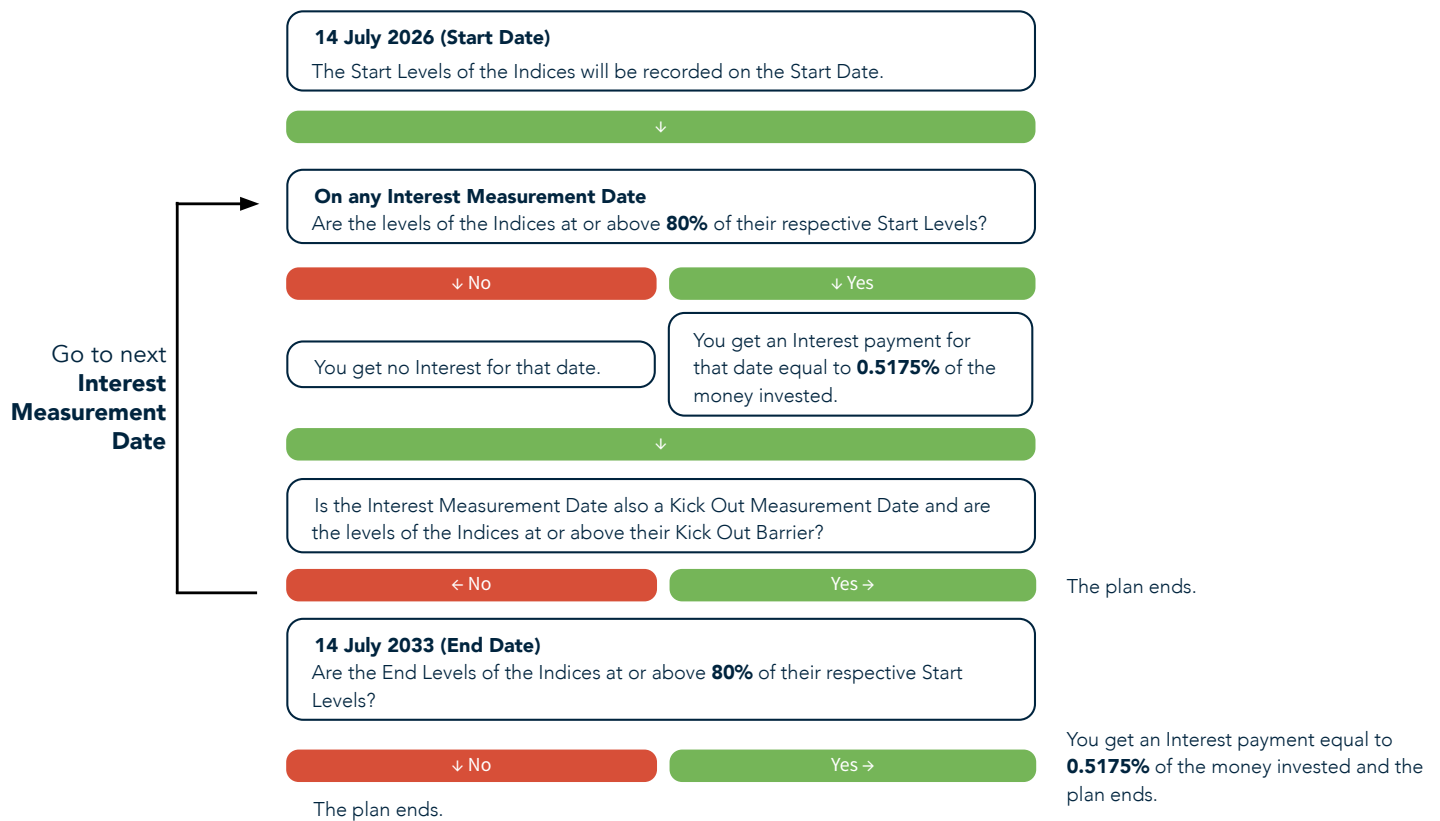 14 July 2026 (Start Date)
The Start Levels of the Indices will be recorded on the Start Date.
↓
On any Interest Measurement Date
Are the levels of the Indices at or above 80% of their respective Start Levels?
↓ No
↓ Yes
You get no Interest for that date.
You get an Interest payment for
that date equal to 0.5175% of the
money invested.
Go to next
Interest
Measurement
Date
↓
Is the Interest Measurement Date also a Kick Out Measurement Date and are
the levels of the Indices at or above their Kick Out Barrier?
← No
Yes →
The plan ends.
14 July 2033 (End Date)
Are the End Levels of the Indices at or above 80% of their respective Start
Levels?
↓ No
Yes →
You get an Interest payment equal to
0.5175% of the money invested and the
plan ends.
The plan ends.